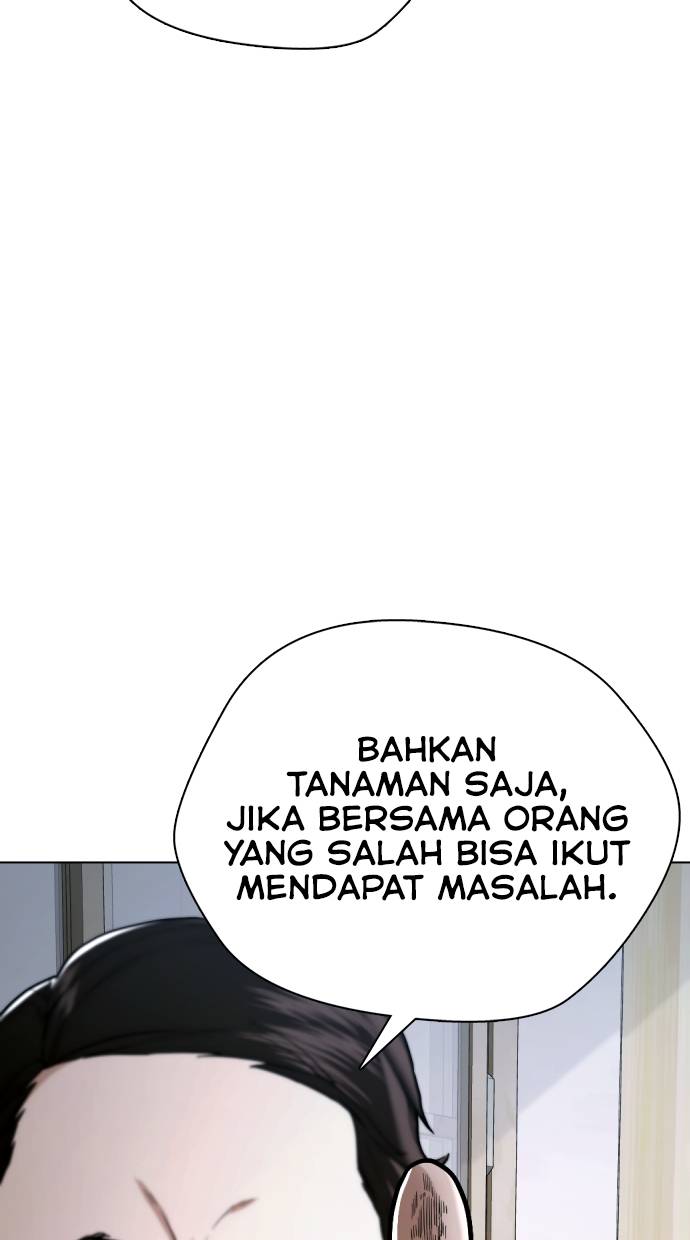 BAHKAN
TANAMAN SAJA,
JIKA BERSAMA ORANG
YANG SALAH BISA IKUT
MENDAPAT MASALAH.